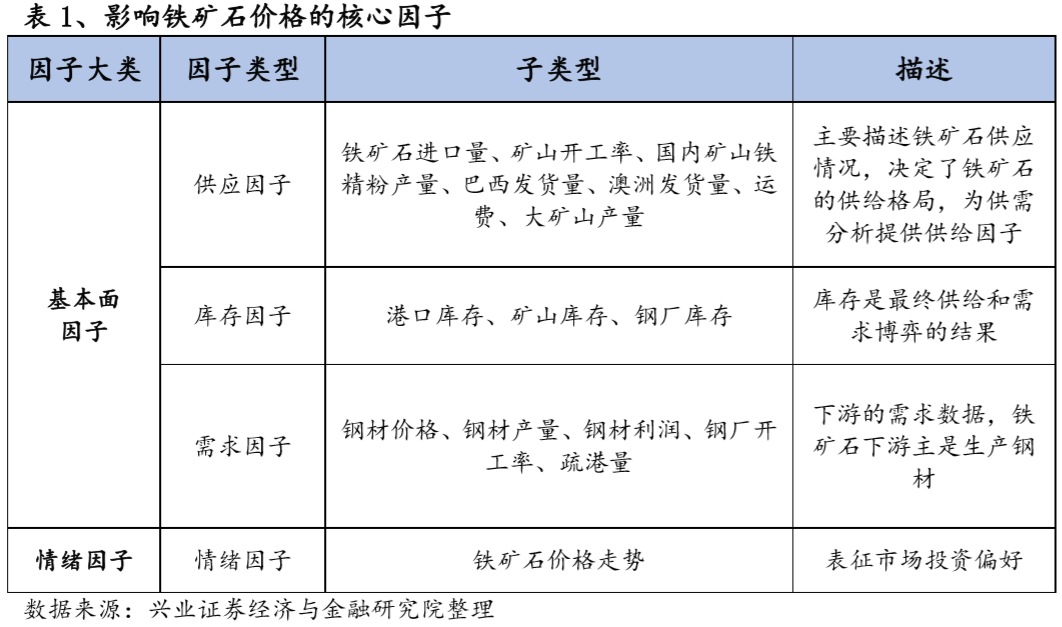 表 1、影响铁矿石价格的核心因子
因子大类 因子类型 子类型 描述
基本面
因子
供应因子
铁矿石进口量、矿山开工率、国内矿山铁
精粉产量、巴西发货量、澳洲发货量、运
费、大矿山产量
主要描述铁矿石供应
情况，决定了铁矿石
的供给格局，为供需
分析提供供给因子
库存因子
港口库存、矿山库存、钢厂库存
库存是最终供给和需
求博弈的结果
需求因子
钢材价格、钢材产量、钢材利润、钢厂开
工率、疏港量
下游的需求数据，铁
矿石下游主是生产钢
材
情绪因子 情绪因子 铁矿石价格走势 表征市场投资偏好
数据来源：兴业证券经济与金融研究院整理